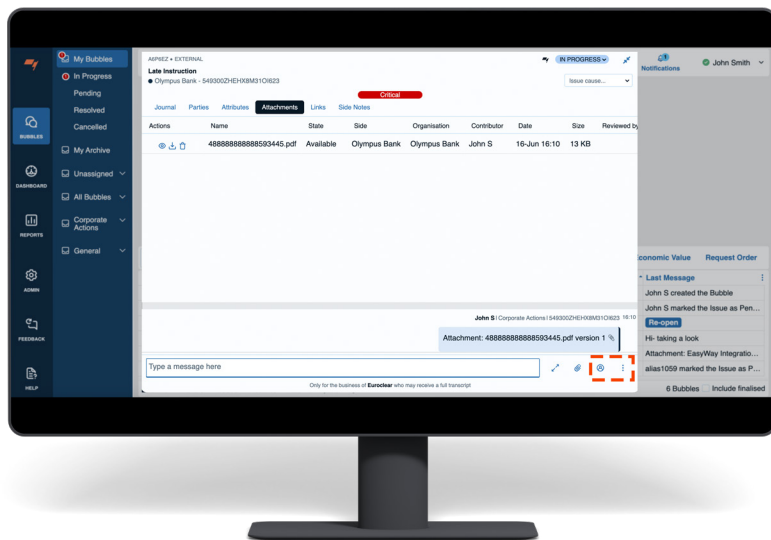 BUBBLES
DASHBOARD
REPORTS
ADMIN
FEEDBACK
HELP
My Bubbles
In Progress
Pending
Resolved
Cancelled
My Archive
Unassigned
All Bubbles
Corporate
Actions
General
A6PI6EZ • EXTERNAL
Late Instruction
Olympus Bank - 549300ZHEHX8M31OI623
IN PROGRESS
Issue cause...
Critical
Journal Parties Attributes Attachments Links Side Notes
Actions Name State Side Organisation Contributor Date Size Reviewed by
488888888888593445.pdf Available Olympus Bank Olympus Bank John S 16-Jun 16:10 13 KB
John S | Corporate Actions | 549300ZHEHX8M31OI623 16:10
Attachment: 488888888888593445.pdf version 1
Type a message here
Only for the business of Euroclear who may receive a full transcript
Notifications
John Smith
conomic Value Request Order
Last Message
John S created the Bubble
John S marked the Issue as Pen...
Re-open
Hi- taking a look
Attachment: EasyWay Integratio...
alias1059 marked the Issue as P...
6 Bubbles Include finalised